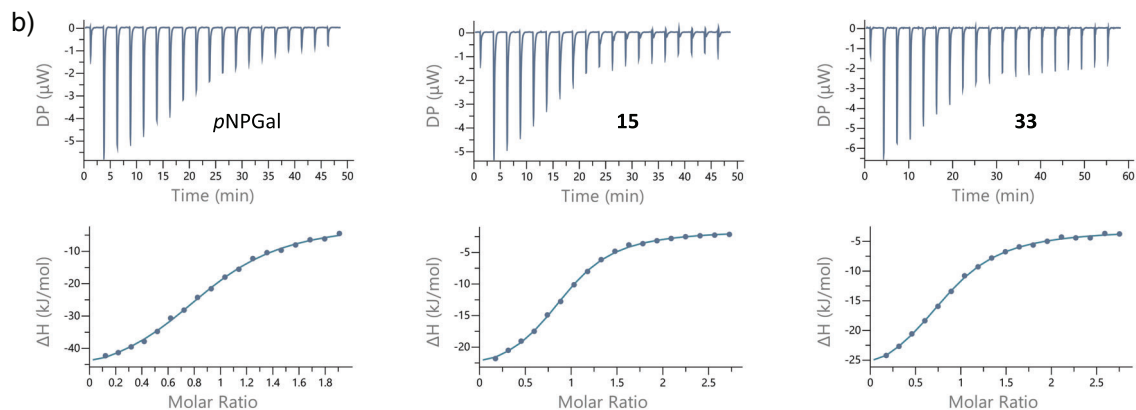 b)
DP (µW)
0
-1
-2
-3
-4
-5
pNPGal
0 5 10 15 20 25 30 35 40 45 50
Time (min)
DP (µW)
0
-1
-2
-3
-4
-5
15
0 5 10 15 20 25 30 35 40 45 50
Time (min)
DP (µW)
0
-1
-2
-3
-4
-5
-6
33
0 10 20 30 40 50 60
Time (min)
ΔH (kJ/mol)
-10
-20
-30
-40
0 0.2 0.4 0.6 0.8 1 1.2 1.4 1.6 1.8
Molar Ratio
ΔH (kJ/mol)
-5
-10
-15
-20
0 0.5 1 1.5 2 2.5
Molar Ratio
ΔH (kJ/mol)
-5
-10
-15
-20
-25
0 0.5 1 1.5 2 2.5
Molar Ratio